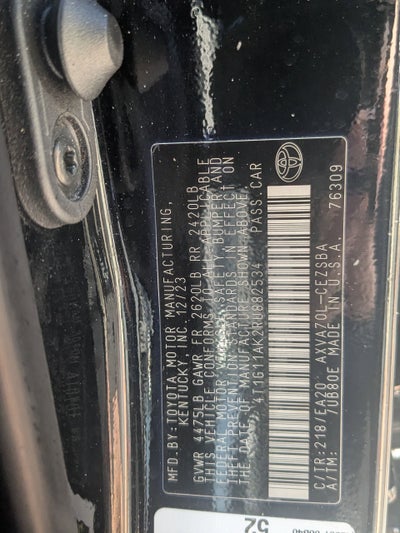 MFD.BY:TOYOTA MOTOR MANUFACTURING,
KENTUCKY, INC. 12/23
GVWR 4475LB GAWR FR 2620LB RR 2420LB
THIS VEHICLE CONFORMS TO ALL APPLICABLE
FEDERAL MOTOR VEHICLE SAFETY, BUMPER AND
THEFT PREVENTION STANDARDS IN EFFECT ON
THE DATE OF MANUFACTURE SHOWN ABOVE.
4T1G11AK2RU882534 PASS.CAR
C/TR:218/EA20 AXVA70L-CEZSBA
A/TM: 7UB80E MADE IN U.S.A. 76309
52